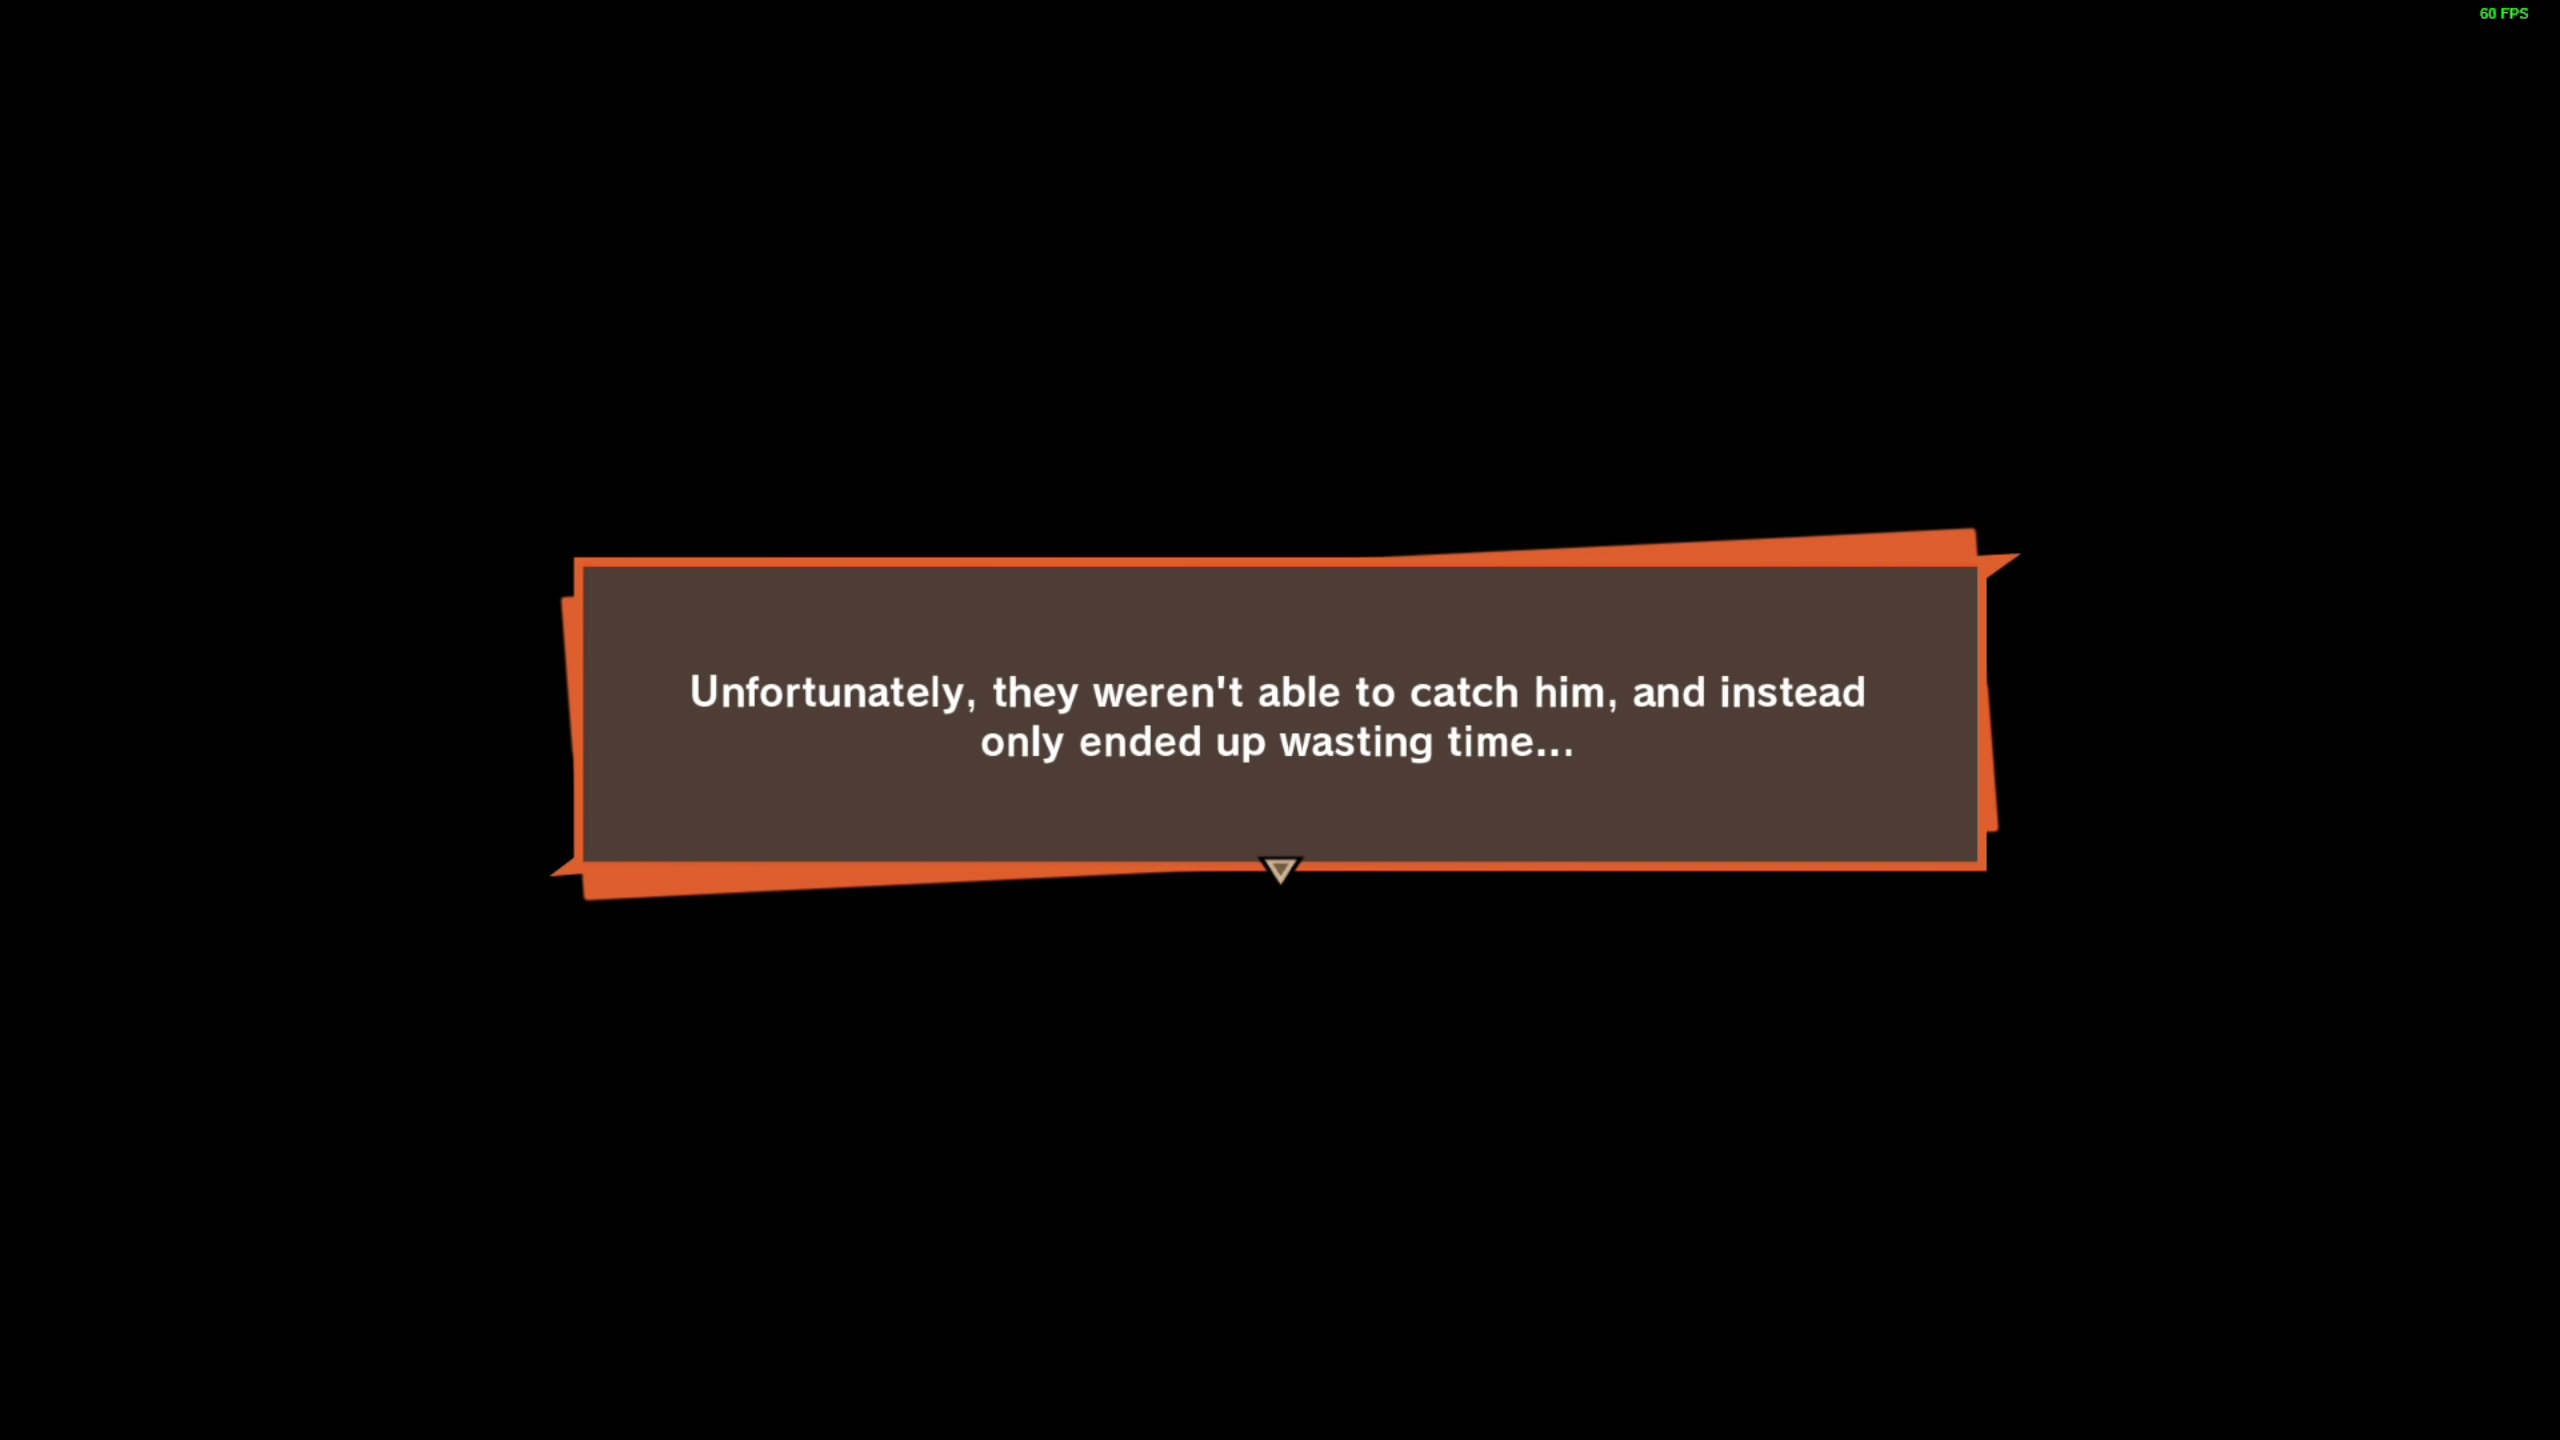 60 FPS
Unfortunately, they weren't able to catch him, and instead
only ended up wasting time...